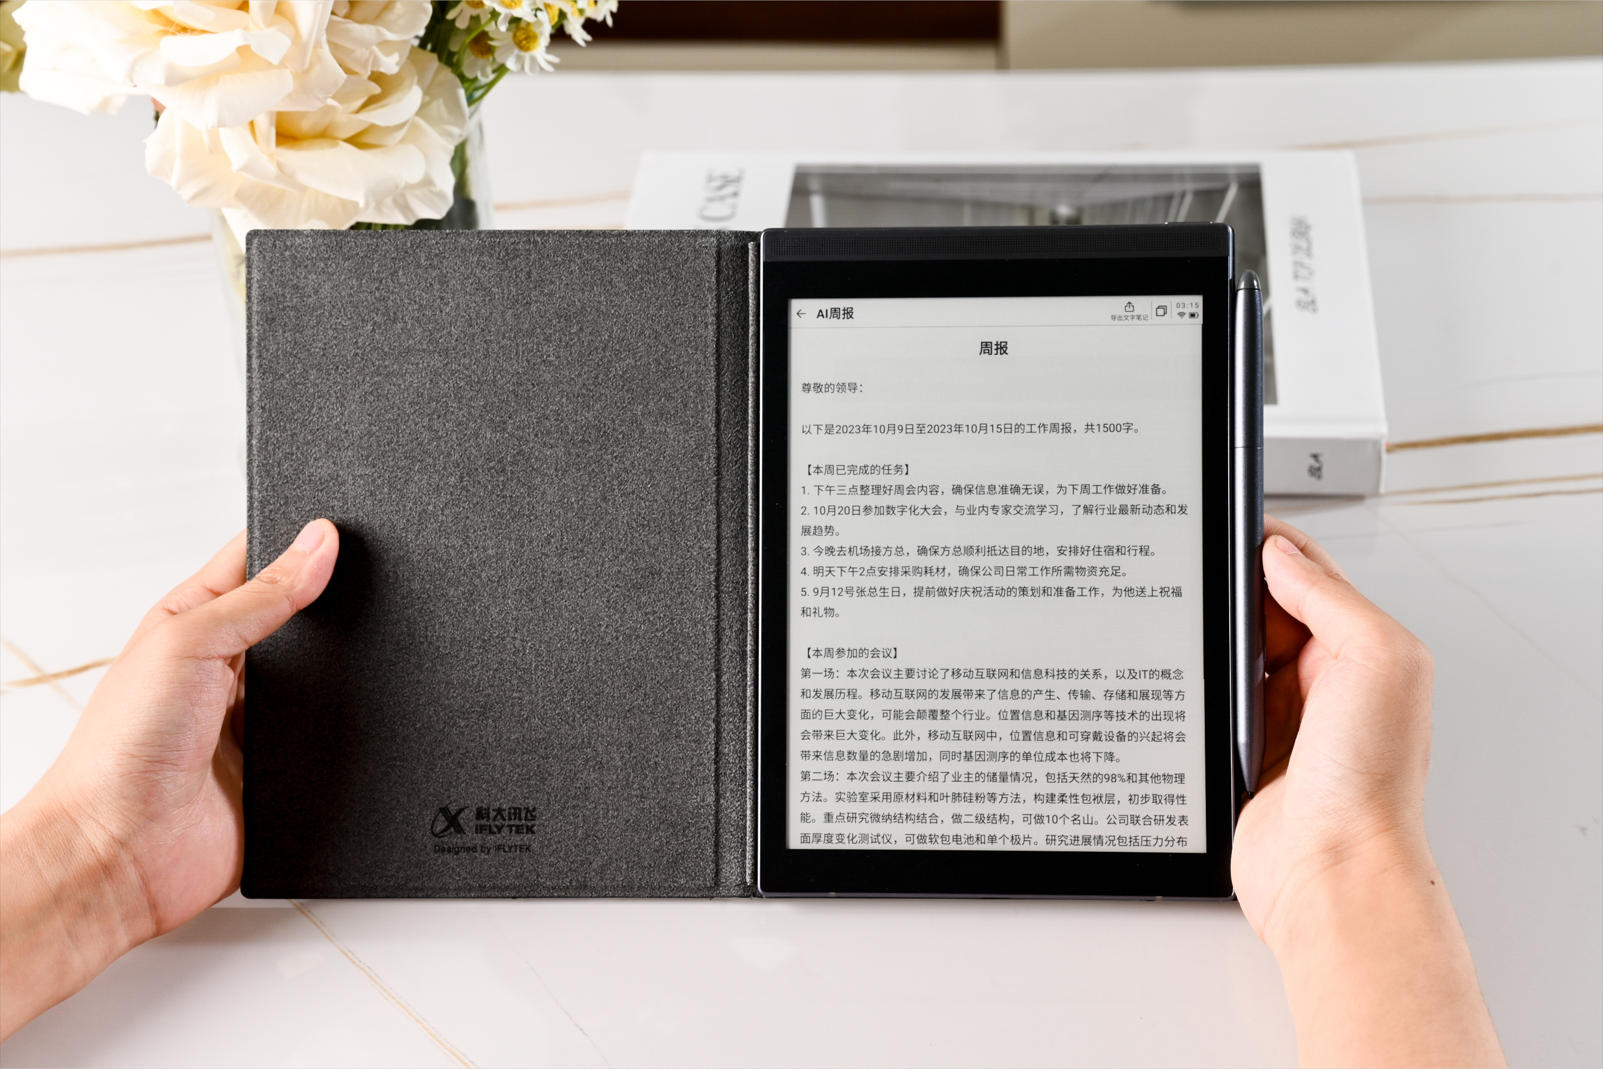 CASE
BLA
科大讯飞
iFLYTEK
Designed by iFLYTEK
AI周报
导出文字笔记
03:15
周报
尊敬的领导：
以下是2023年10月9日至2023年10月15日的工作周报，共1500字。
【本周已完成的任务】
1. 下午三点整理好周会内容，确保信息准确无误，为下周工作做好准备。
2. 10月20日参加数字化大会，与业内专家交流学习，了解行业最新动态和发
展趋势。
3. 今晚去机场接方总，确保方总顺利抵达目的地，安排好住宿和行程。
4. 明天下午2点安排采购耗材，确保公司日常工作所需物资充足。
5. 9月12号张总生日，提前做好庆祝活动的策划和准备工作，为他送上祝福
和礼物。
【本周参加的会议】
第一场：本次会议主要讨论了移动互联网和信息科技的关系，以及IT的概念
和发展历程。移动互联网的发展带来了信息的产生、传输、存储和展现等方
面的巨大变化，可能会颠覆整个行业。位置信息和基因测序等技术的出现将
会带来巨大变化。此外，移动互联网中，位置信息和可穿戴设备的兴起将会
带来信息数量的急剧增加，同时基因测序的单位成本也将下降。
第二场：本次会议主要介绍了业主的储量情况，包括天然的98%和其他物理
方法。实验室采用原材料和叶肺硅粉等方法，构建柔性包袱层，初步取得性
能。重点研究微纳结构结合，做二级结构，可做10个名山。公司联合研发表
面厚度变化测试仪，可做软包电池和单个极片。研究进展情况包括压力分布